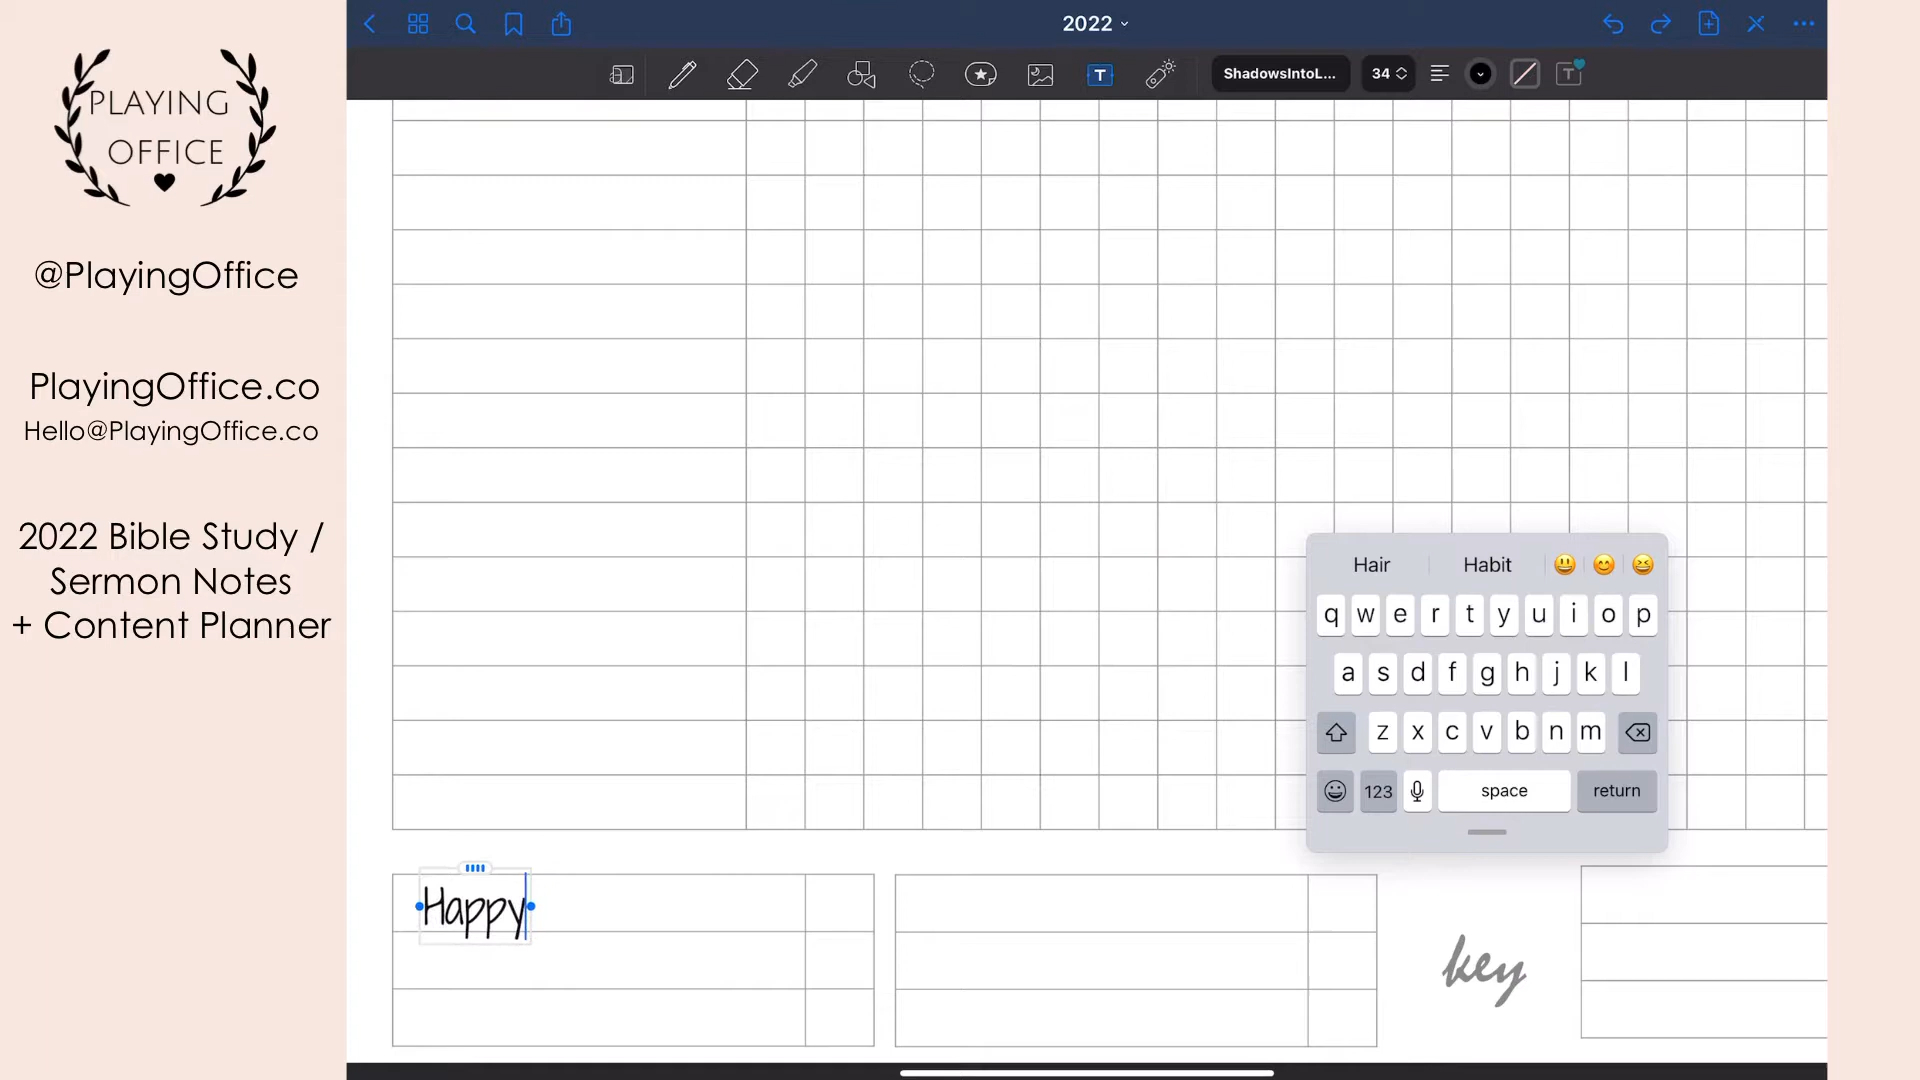 PLAYING
OFFICE
@PlayingOffice
PlayingOffice.co
Hello@PlayingOffice.co
2022 Bible Study /
Sermon Notes
+ Content Planner
2022
T
ShadowsIntoL...
34
T
Hair Habit
q w e r t y u i o p
a s d f g h j k l
z x c v b n m
123 space return
Happy
key